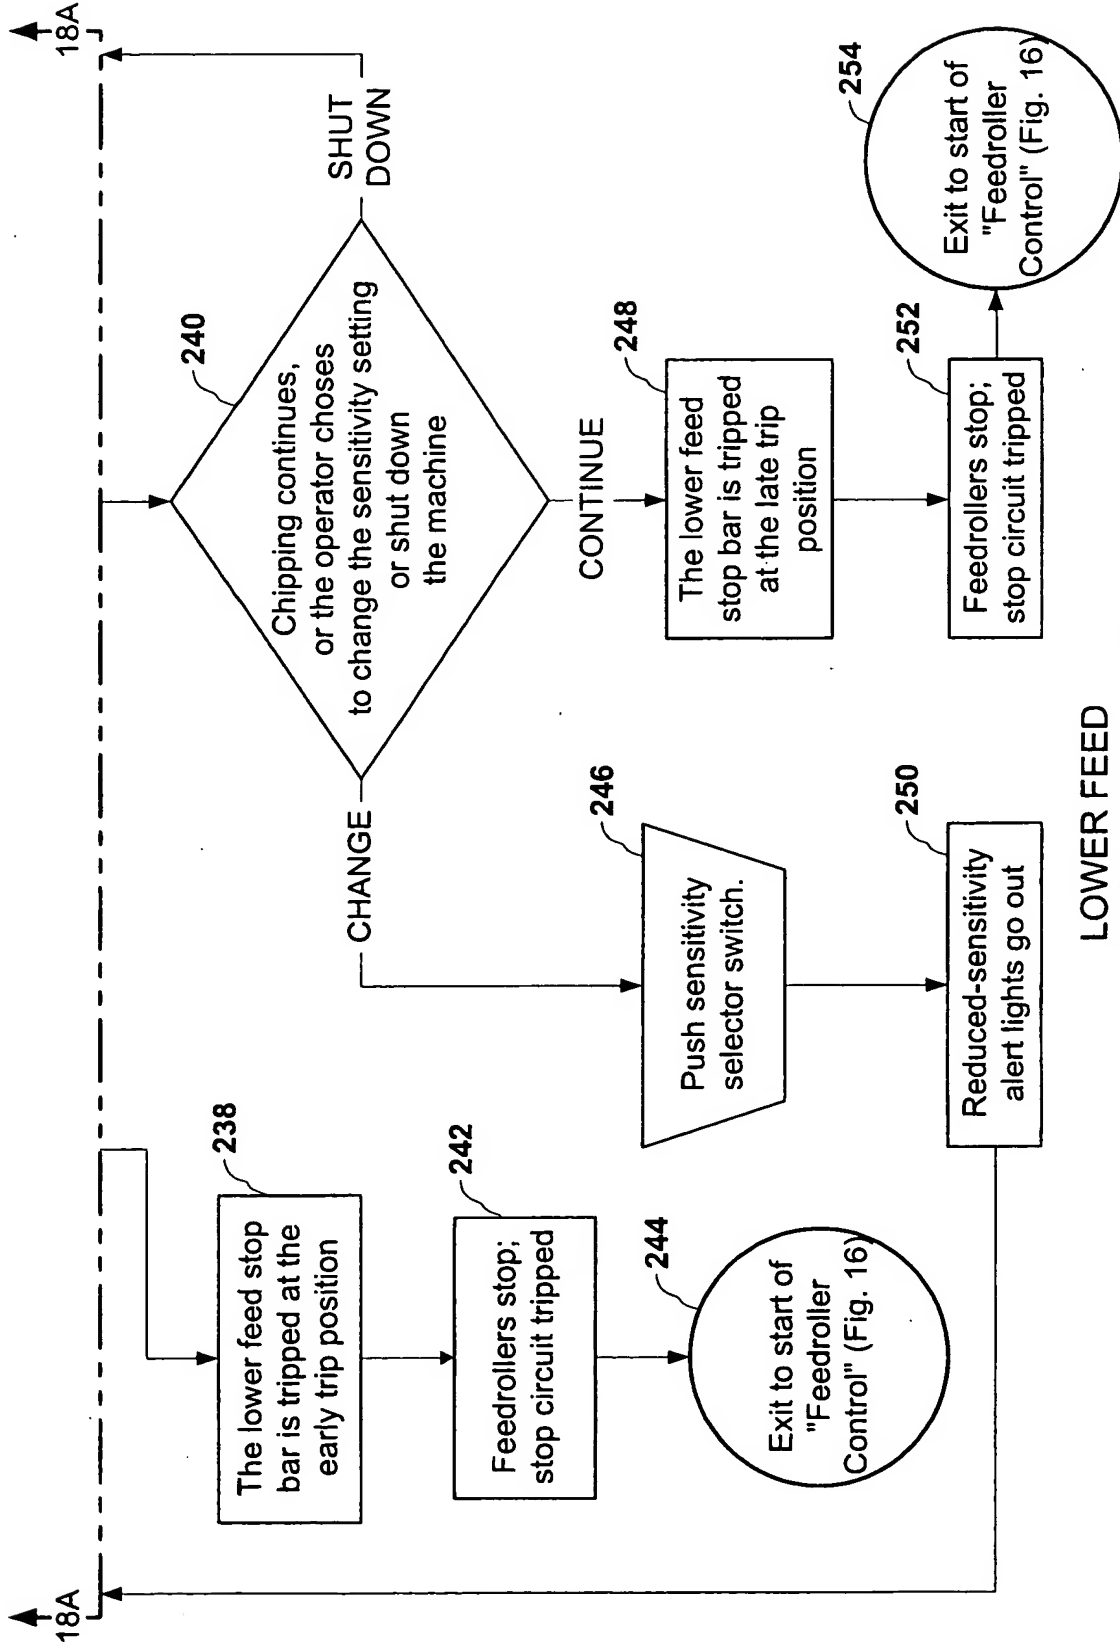 18A
18A
240
Chipping continues,
or the operator choses
to change the sensitivity setting
or shut down
the machine
SHUT
DOWN
CHANGE
CONTINUE
238
The lower feed stop
bar is tripped at the
early trip position
242
Feedrollers stop;
stop circuit tripped
244
Exit to start of
"Feedroller
Control" (Fig. 16)
246
Push sensitivity
selector switch.
250
Reduced-sensitivity
alert lights go out
248
The lower feed
stop bar is tripped
at the late trip
position
252
Feedrollers stop;
stop circuit tripped
254
Exit to start of
"Feedroller
Control" (Fig. 16)
LOWER FEED